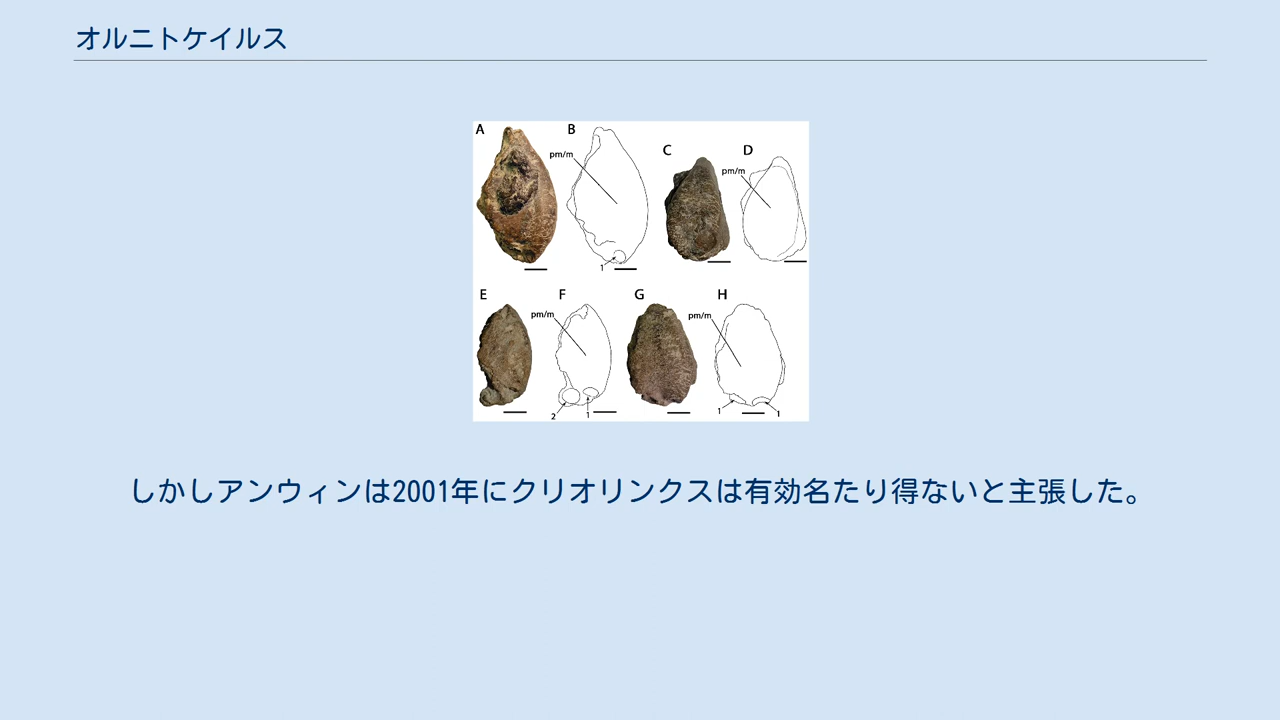 オルニトケイルス
A B C D
pm/m pm/m
1
E F G H
pm/m pm/m
2 1 1 1
しかしアンウィンは2001年にクリオリンクスは有効名たり得ないと主張した。